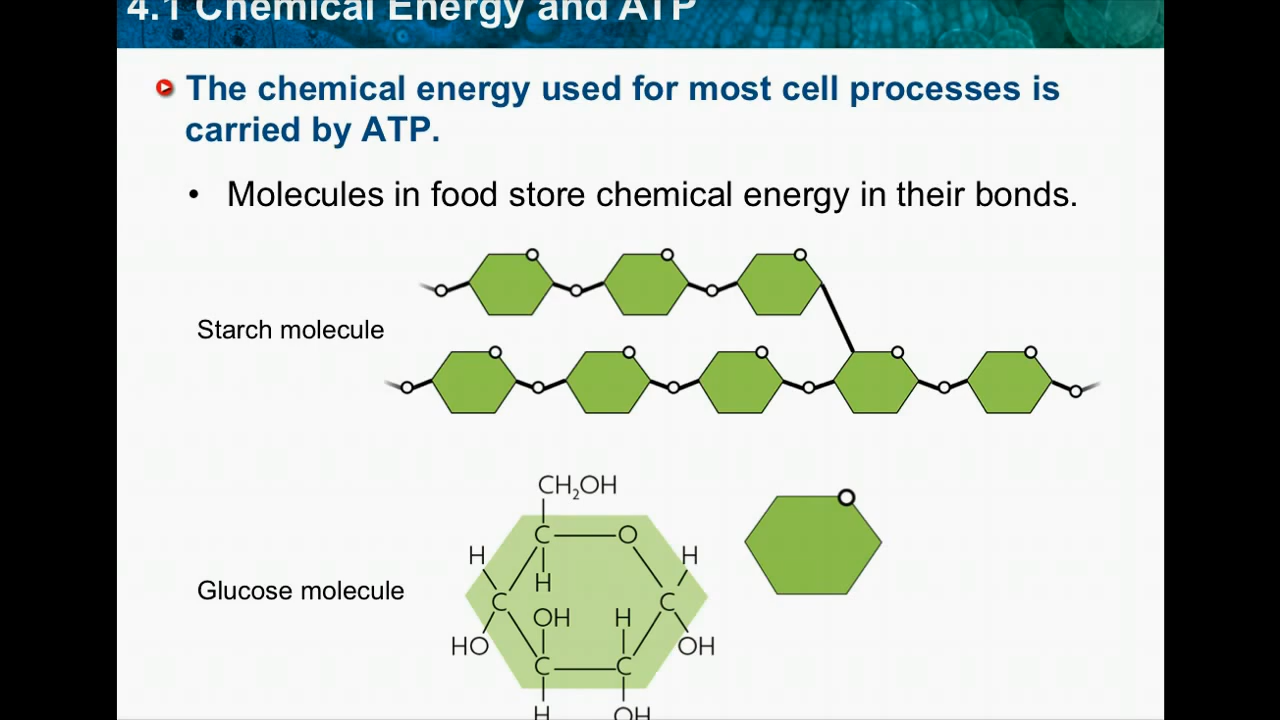 4.1 Chemical Energy and ATP
The chemical energy used for most cell processes is
carried by ATP.
• Molecules in food store chemical energy in their bonds.
Starch molecule
CH₂OH
C O
H H
H
Glucose molecule
C C
OH H
HO OH
C C
H OH